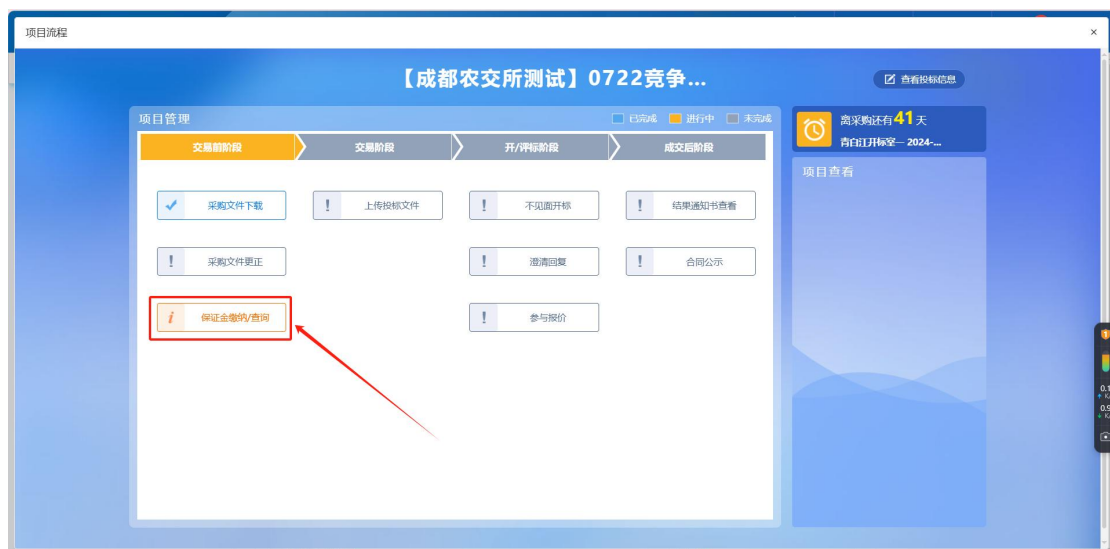 项目流程
×
【成都农交所测试】0722竞争...
查看投标信息
项目管理
已完成 进行中 未完成
交易前阶段 交易阶段 开/评标阶段 成交后阶段
采购文件下载 上传投标文件 不见面开标 结果通知书查看
采购文件更正 澄清回复 合同公示
保证金缴纳/查询 参与报价
离采购还有41天
青白江开标室— 2024-...
项目查看